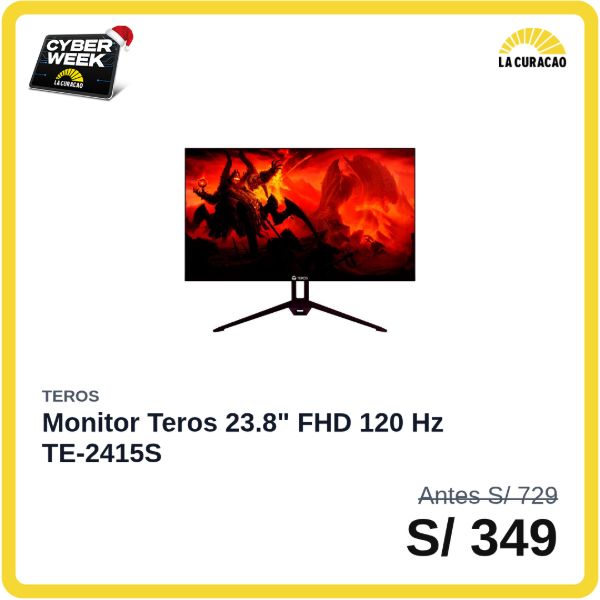 CYBER
WEEK
LA CURACAO
LA CURACAO
TEROS
TEROS
Monitor Teros 23.8" FHD 120 Hz
TE-2415S
Antes S/ 729
S/ 349